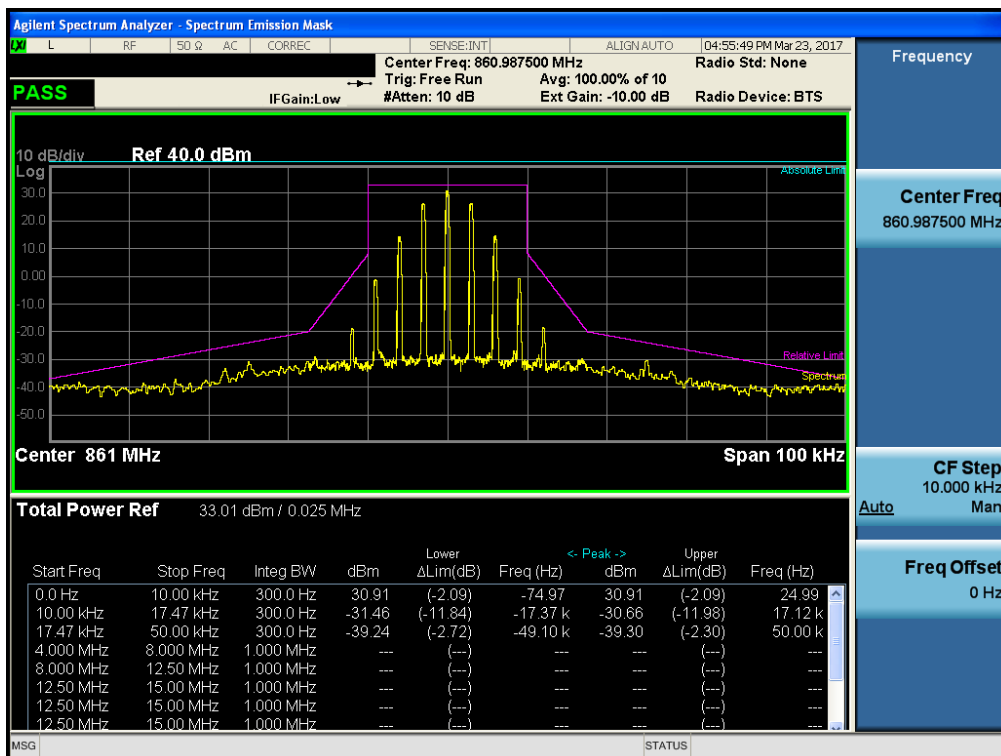 Agilent Spectrum Analyzer - Spectrum Emission Mask
LXI L RF 50 Ω AC CORREC SENSE:INT ALIGN AUTO 04:55:49 PM Mar 23, 2017
Center Freq: 860.987500 MHz Radio Std: None
Trig: Free Run Avg: 100.00% of 10
PASS IFGain:Low #Atten: 10 dB Ext Gain: -10.00 dB Radio Device: BTS
10 dB/div Ref 40.0 dBm
Log
Absolute Limit
30.0
20.0
10.0
0.00
-10.0
-20.0
-30.0
Relative Limit
Spectrum
-40.0
-50.0
Center 861 MHz Span 100 kHz
Total Power Ref 33.01 dBm / 0.025 MHz
Lower <- Peak -> Upper
Start Freq Stop Freq Integ BW dBm ΔLim(dB) Freq (Hz) dBm ΔLim(dB) Freq (Hz)
0.0 Hz 10.00 kHz 300.0 Hz 30.91 (-2.09) -74.97 30.91 (-2.09) 24.99
10.00 kHz 17.47 kHz 300.0 Hz -31.46 (-11.84) -17.37 k -30.66 (-11.98) 17.12 k
17.47 kHz 50.00 kHz 300.0 Hz -39.24 (-2.72) -49.10 k -39.30 (-2.30) 50.00 k
4.000 MHz 8.000 MHz 1.000 MHz --- (---) --- --- (---) ---
8.000 MHz 12.50 MHz 1.000 MHz --- (---) --- --- (---) ---
12.50 MHz 15.00 MHz 1.000 MHz --- (---) --- --- (---) ---
12.50 MHz 15.00 MHz 1.000 MHz --- (---) --- --- (---) ---
12.50 MHz 15.00 MHz 1.000 MHz --- (---) --- --- (---) ---
MSG STATUS
Frequency
Center Freq
860.987500 MHz
CF Step
10.000 kHz
Auto Man
Freq Offset
0 Hz